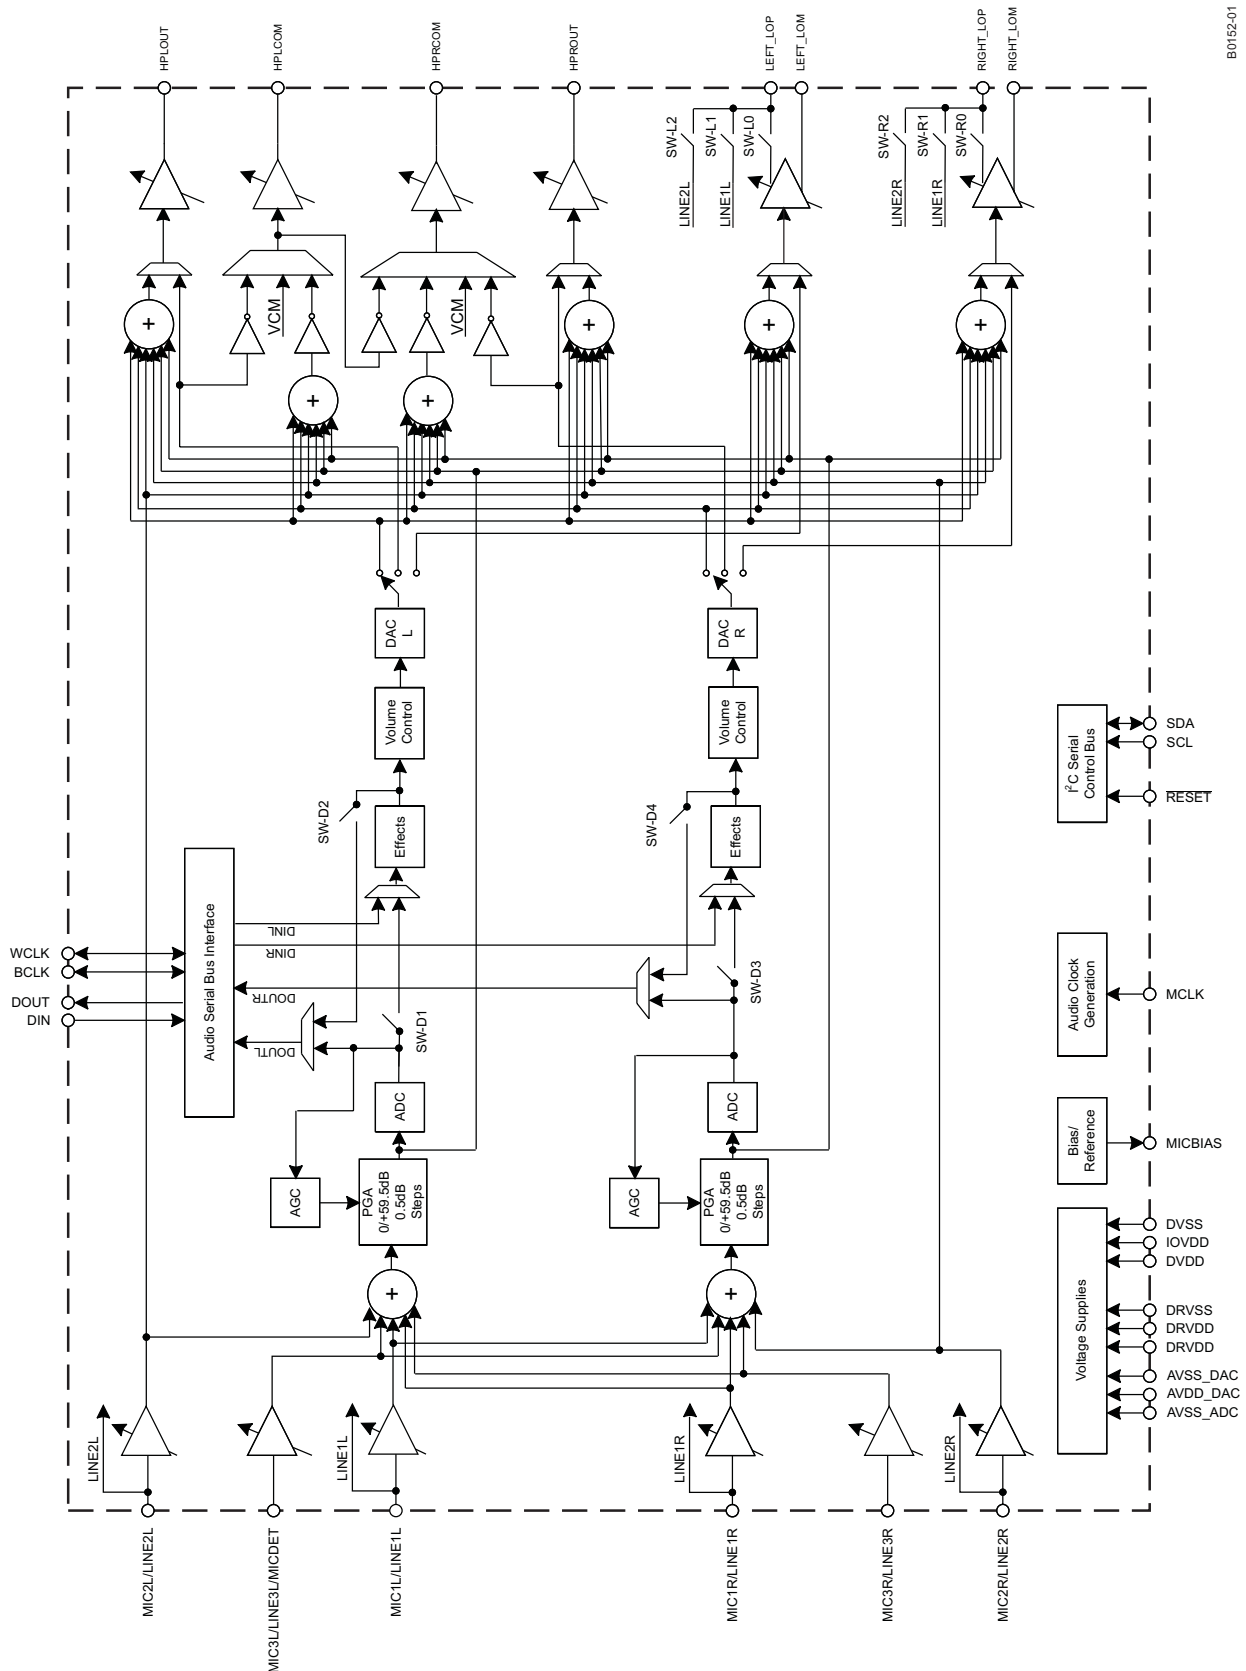 B0152-01
HPLOUT
HPLCOM
HPRCOM
HPROUT
LEFT_LOP
LEFT_LOM
RIGHT_LOP
RIGHT_LOM
SW-L2
SW-L1
SW-L0
SW-R2
SW-R1
SW-R0
LINE2L
LINE1L
LINE2R
LINE1R
VCM
VCM
+
+
+
+
+
+
DAC
L
DAC
R
Volume
Control
Volume
Control
SW-D2
SW-D4
Effects
Effects
I²C Serial
Control Bus
SDA
SCL
RESET
Audio Serial Bus Interface
WCLK
BCLK
DOUT
DIN
DINL
DINR
DOUTR
DOUTL
SW-D1
SW-D3
Audio Clock
Generation
MCLK
ADC
ADC
AGC
AGC
PGA
0/+59.5dB
0.5dB
Steps
PGA
0/+59.5dB
0.5dB
Steps
Bias/
Reference
MICBIAS
+
+
Voltage Supplies
DVSS
IOVDD
DVDD
DRVSS
DRVDD
DRVDD
AVSS_DAC
AVDD_DAC
AVSS_ADC
LINE2L
LINE1L
LINE1R
LINE2R
MIC2L/LINE2L
MIC3L/LINE3L/MICDET
MIC1L/LINE1L
MIC1R/LINE1R
MIC3R/LINE3R
MIC2R/LINE2R